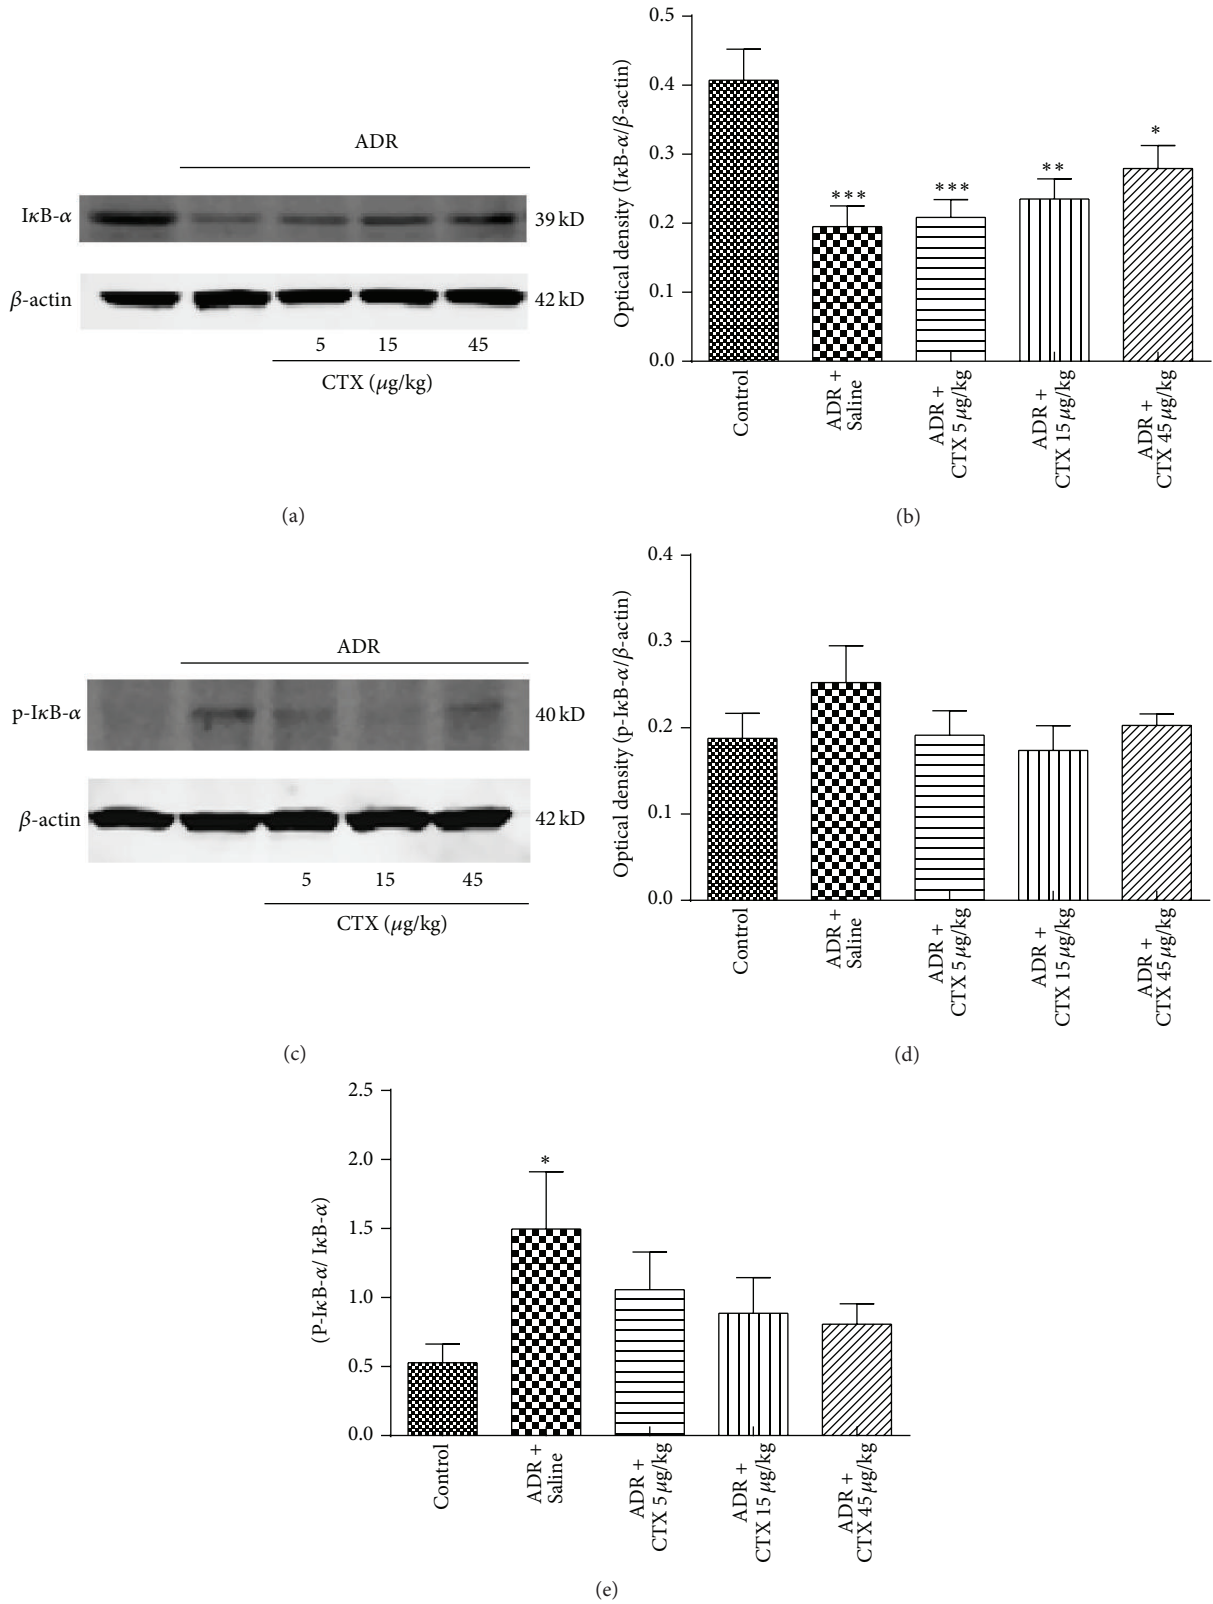 ADR
IκB-α
39 kD
β-actin
42 kD
5 15 45
CTX (μg/kg)
(a)
Optical density (IκB-α/β-actin)
0.5
0.4
0.3
0.2
0.1
0.0
***
***
**
*
Control
ADR +
Saline
ADR +
CTX 5 μg/kg
ADR +
CTX 15 μg/kg
ADR +
CTX 45 μg/kg
(b)
ADR
p-IκB-α
40 kD
β-actin
42 kD
5 15 45
CTX (μg/kg)
(c)
Optical density (p-IκB-α/β-actin)
0.4
0.3
0.2
0.1
0.0
Control
ADR +
Saline
ADR +
CTX 5 μg/kg
ADR +
CTX 15 μg/kg
ADR +
CTX 45 μg/kg
(d)
(P-IκB-α/ IκB-α)
2.5
2.0
1.5
1.0
0.5
0.0
*
Control
ADR +
Saline
ADR +
CTX 5 μg/kg
ADR +
CTX 15 μg/kg
ADR +
CTX 45 μg/kg
(e)